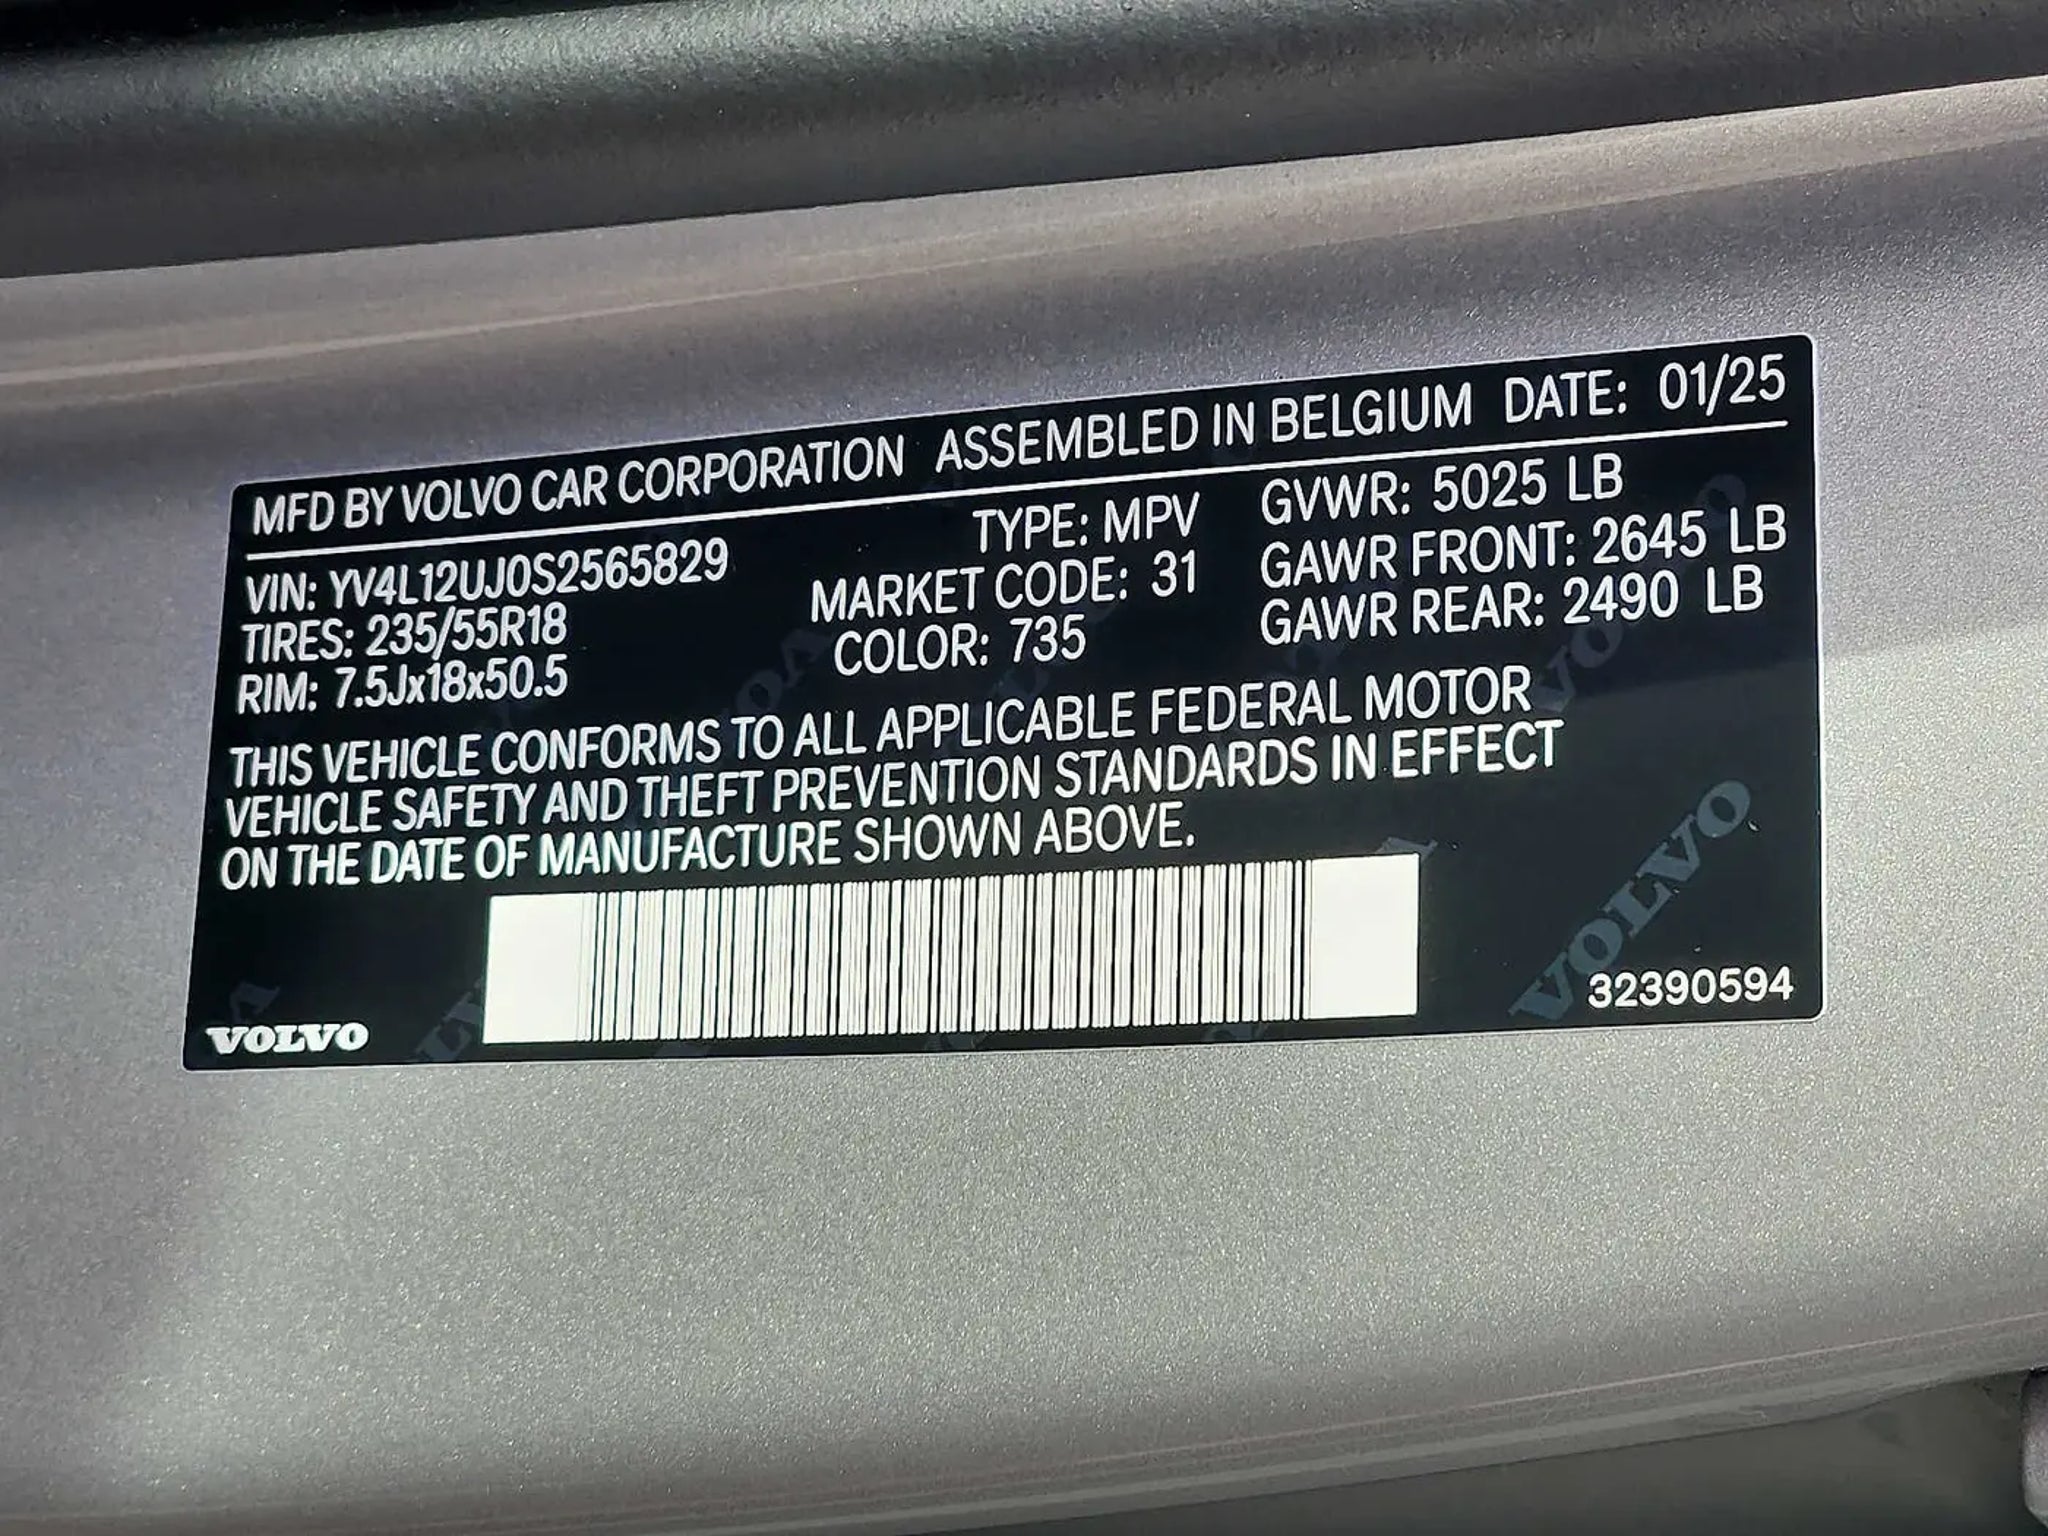 MFD BY VOLVO CAR CORPORATION ASSEMBLED IN BELGIUM DATE: 01/25
VIN: YV4L12UJ0S2565829 TYPE: MPV GVWR: 5025 LB
TIRES: 235/55R18 MARKET CODE: 31 GAWR FRONT: 2645 LB
RIM: 7.5Jx18x50.5 COLOR: 735 GAWR REAR: 2490 LB
THIS VEHICLE CONFORMS TO ALL APPLICABLE FEDERAL MOTOR
VEHICLE SAFETY AND THEFT PREVENTION STANDARDS IN EFFECT
ON THE DATE OF MANUFACTURE SHOWN ABOVE.
VOLVO
VOLVO
32390594